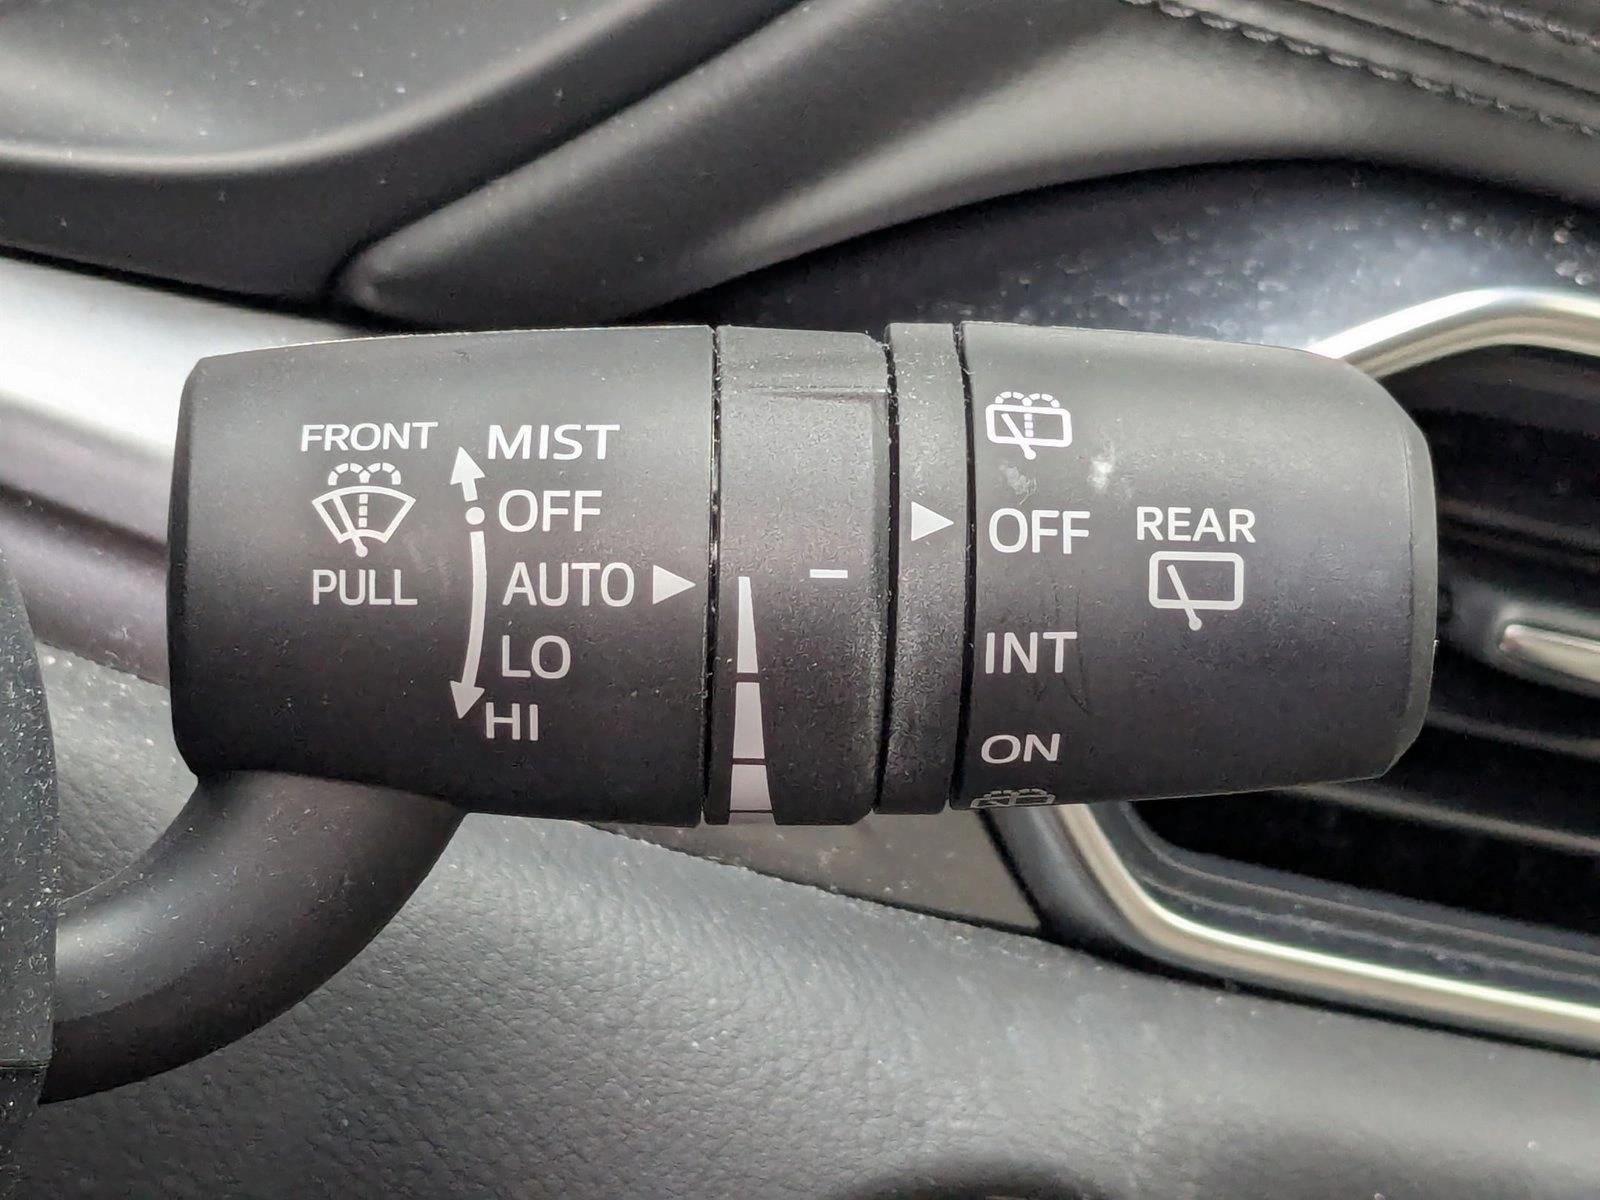 FRONT
PULL
MIST
OFF
AUTO
LO
HI
OFF
INT
ON
REAR